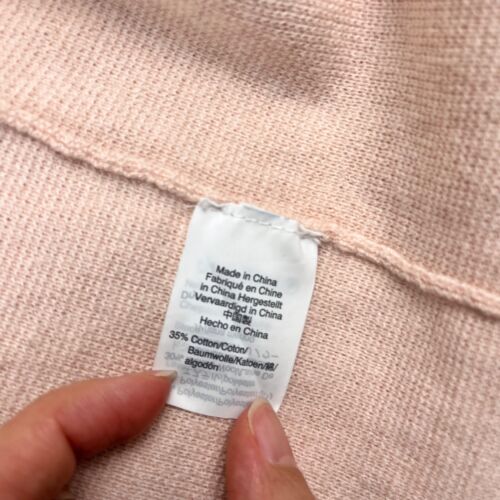 Made in China
Fabriqué en Chine
in China Hergestellt
Vervaardigd in China
中国製
Hecho en China
35% Cotton/Coton/
Baumwolle/Katoen/綿/
algodón